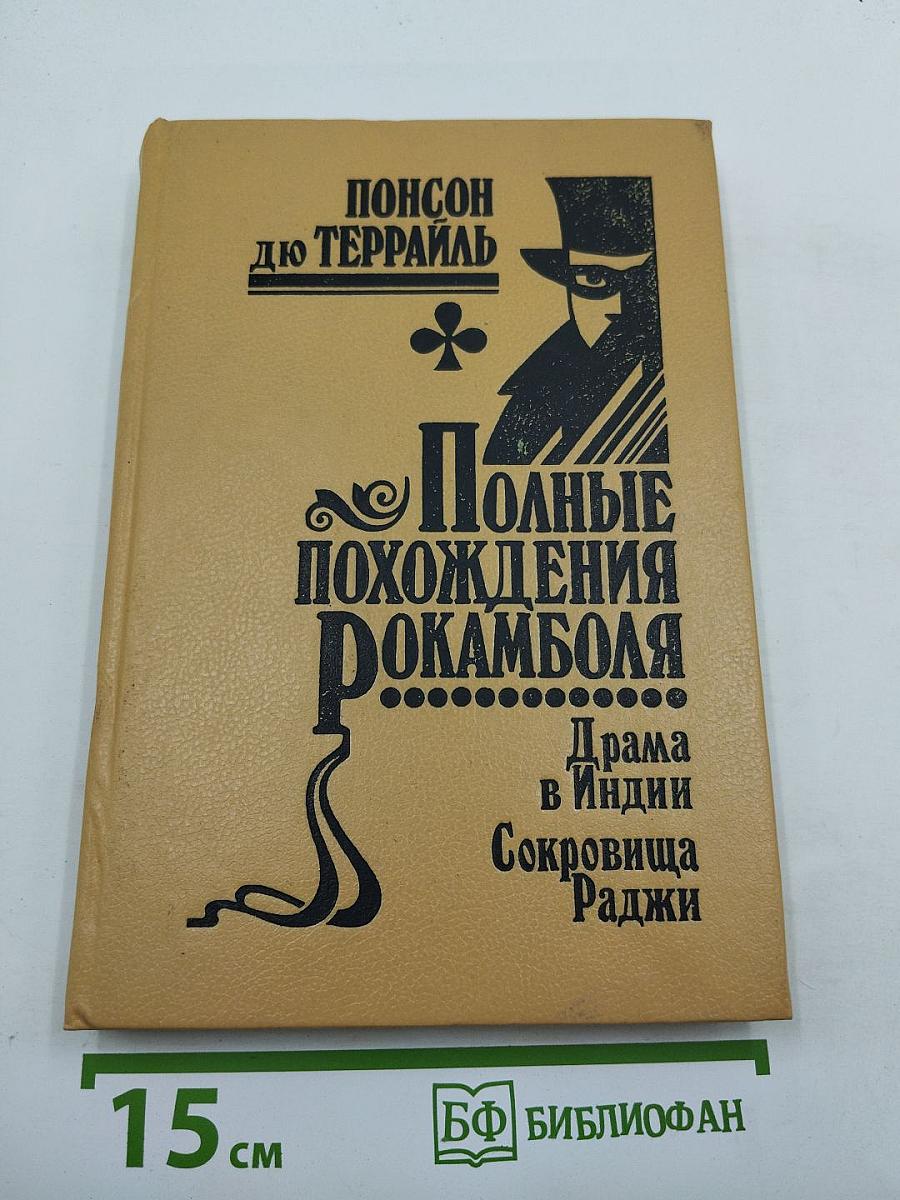 ПОНСОН
ДЮ ТЕРРАЙЛЬ
ПОЛНЫЕ
ПОХОЖДЕНИЯ
РОКАМБОЛЯ
Драма
в Индии
Сокровища
Раджи
15 см
БФ БИБЛИОФАН